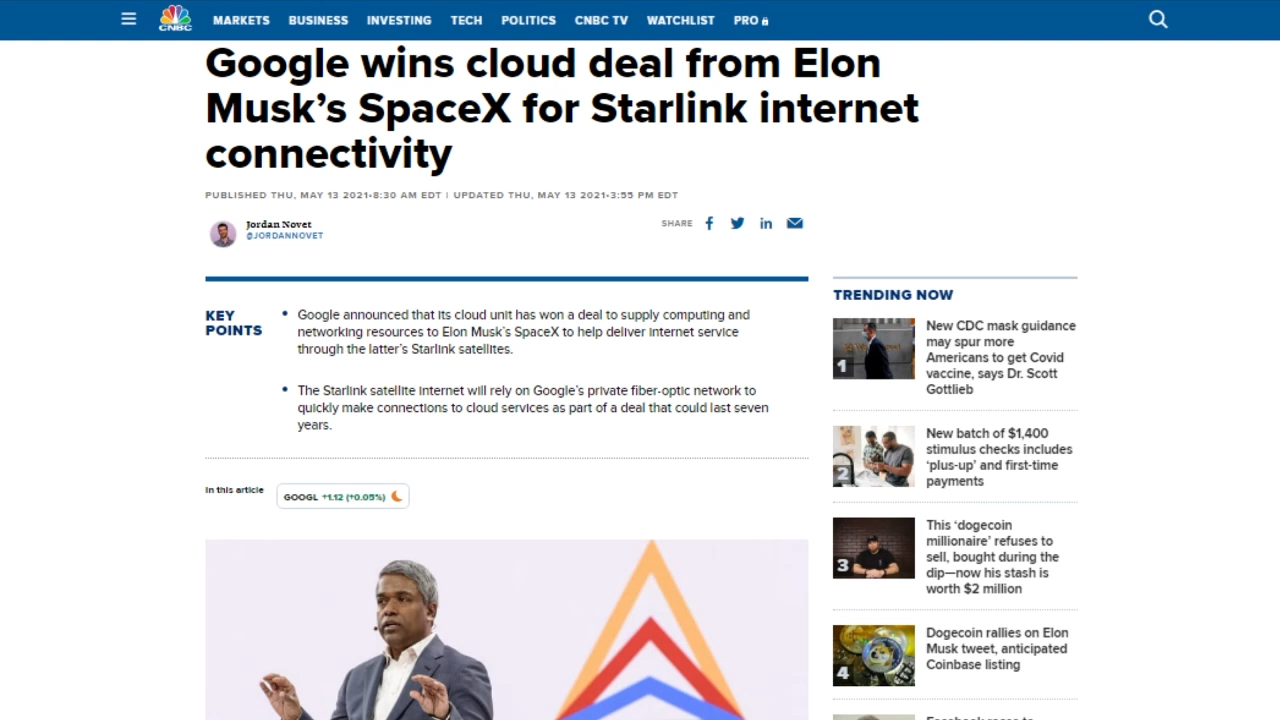 CNBC
MARKETS
BUSINESS
INVESTING
TECH
POLITICS
CNBC TV
WATCHLIST
PRO
Google wins cloud deal from Elon
Musk’s SpaceX for Starlink internet
connectivity
PUBLISHED THU, MAY 13 2021•8:30 AM EDT | UPDATED THU, MAY 13 2021•3:55 PM EDT
Jordan Novet
@JORDANNOVET
SHARE
KEY
POINTS
• Google announced that its cloud unit has won a deal to supply computing and
networking resources to Elon Musk’s SpaceX to help deliver internet service
through the latter’s Starlink satellites.
• The Starlink satellite internet will rely on Google’s private fiber-optic network to
quickly make connections to cloud services as part of a deal that could last seven
years.
In this article
GOOGL +1.12 (+0.05%)
TRENDING NOW
1
New CDC mask guidance
may spur more
Americans to get Covid
vaccine, says Dr. Scott
Gottlieb
2
New batch of $1,400
stimulus checks includes
‘plus-up’ and first-time
payments
3
This ‘dogecoin
millionaire’ refuses to
sell, bought during the
dip—now his stash is
worth $2 million
4
Dogecoin rallies on Elon
Musk tweet, anticipated
Coinbase listing